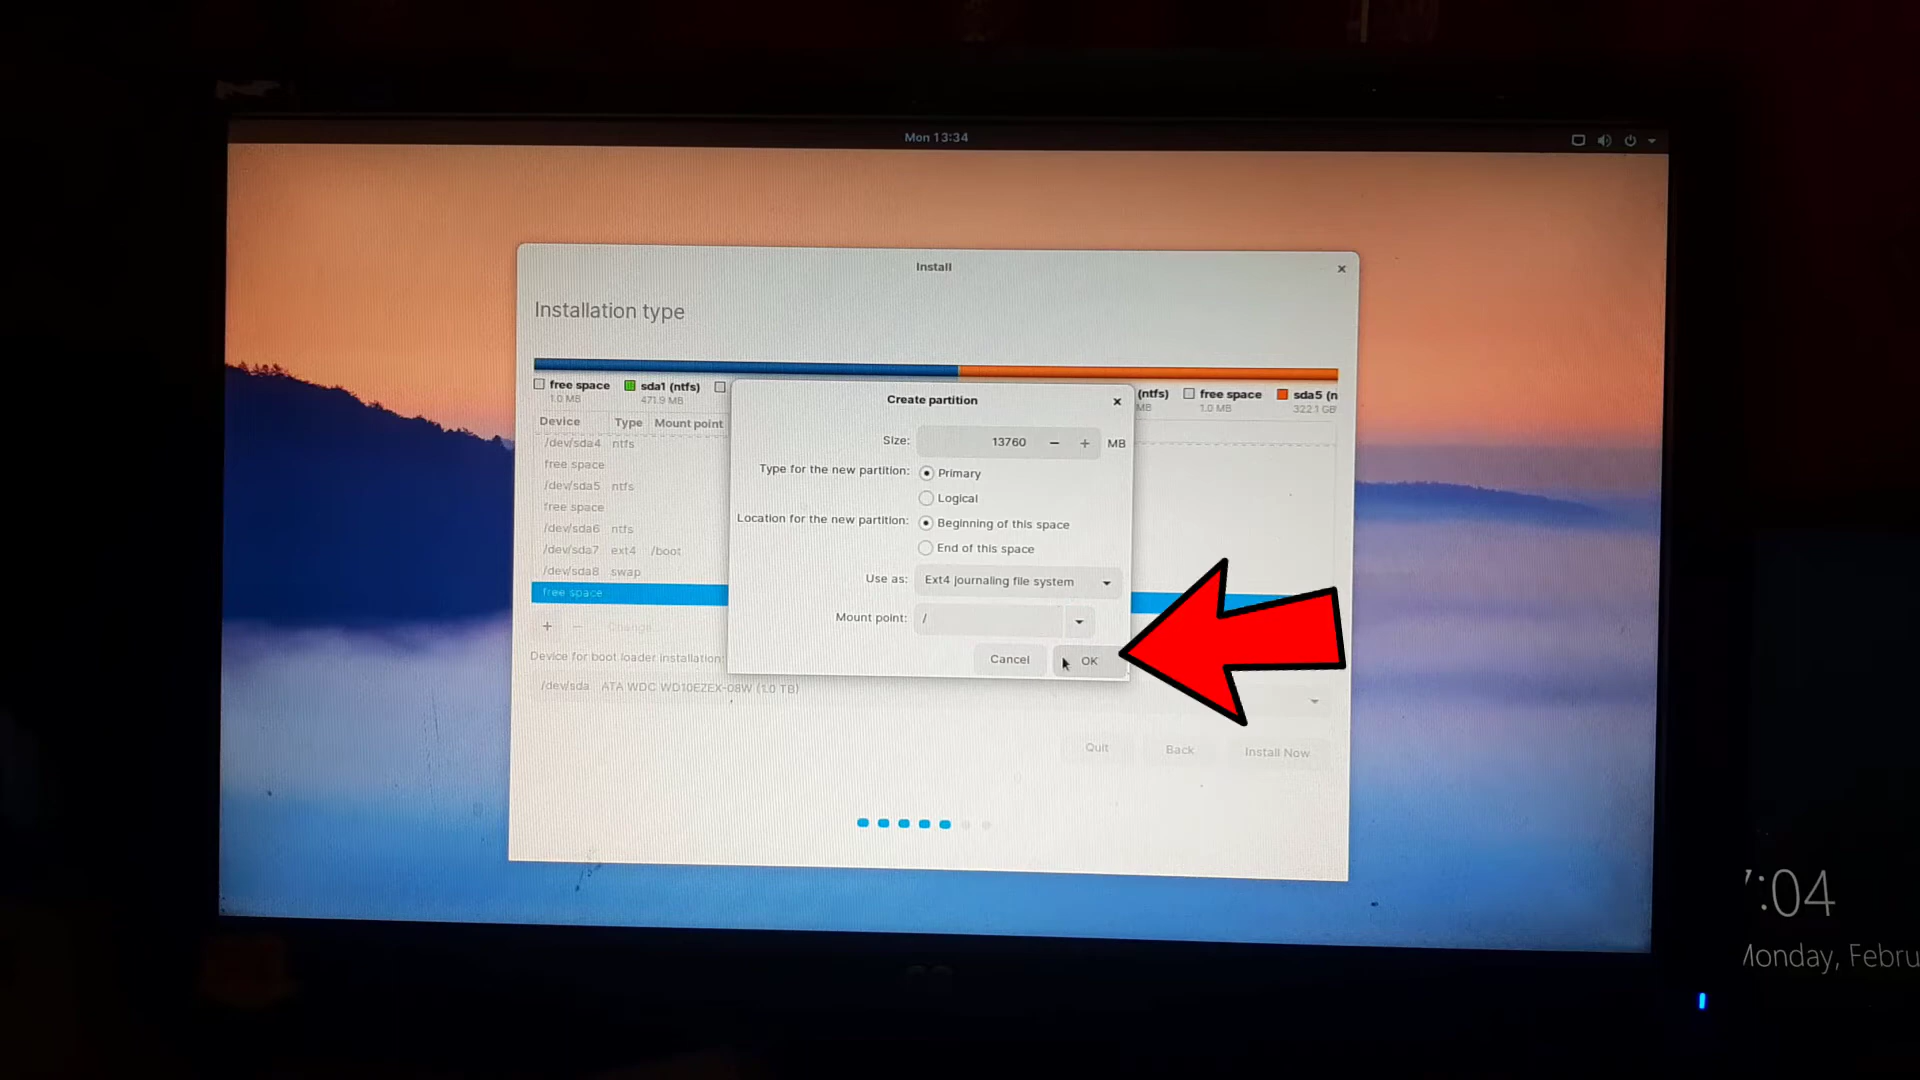 Mon 13:34
Install
Installation type
free space
1.0 MB
sda1 (ntfs)
471.9 MB
(ntfs)
MB
free space
1.0 MB
sda5 (n
322.1 GB
Device Type Mount point
/dev/sda4 ntfs
free space
/dev/sda5 ntfs
free space
/dev/sda6 ntfs
/dev/sda7 ext4 /boot
/dev/sda8 swap
free space
+ − Change...
Device for boot loader installation:
/dev/sda ATA WDC WD10EZEX-08W (1.0 TB)
Quit Back Install Now
Create partition
Size: 13760 − + MB
Type for the new partition: Primary
Logical
Location for the new partition: Beginning of this space
End of this space
Use as: Ext4 journaling file system
Mount point: /
Cancel OK
:04
Monday, Febru